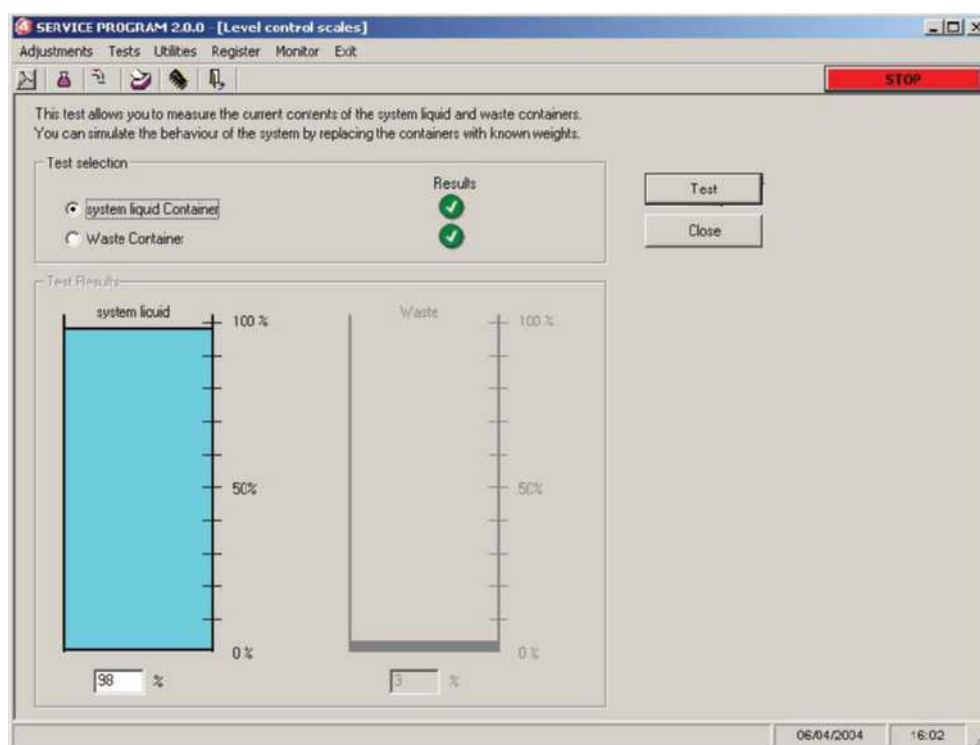 SERVICE PROGRAM 2.0.0 - [Level control scales]
Adjustments Tests Utilities Register Monitor Exit
STOP
This test allows you to measure the current contents of the system liquid and waste containers.
You can simulate the behaviour of the system by replacing the containers with known weights.
Test selection
Results
system liquid Container
Waste Container
Test
Close
Test Results
system liquid
100 %
50%
0 %
98 %
Waste
100 %
50%
0 %
3 %
06/04/2004 16:02